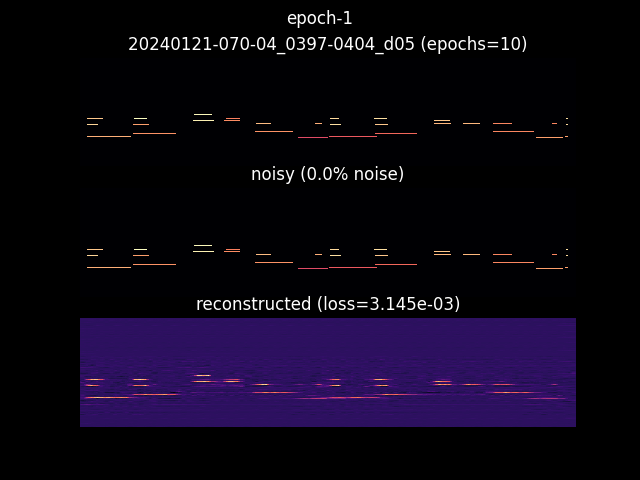 epoch-1
20240121-070-04_0397-0404_d05 (epochs=10)
noisy (0.0% noise)
reconstructed (loss=3.145e-03)